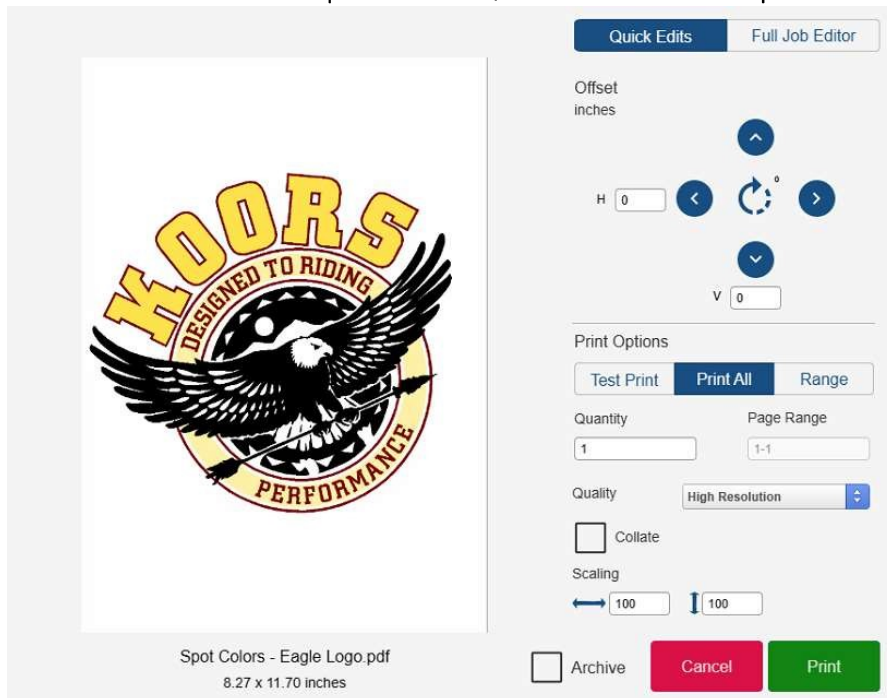 Quick Edits Full Job Editor
Offset
inches
0
H 0
V 0
Print Options
Test Print Print All Range
Quantity Page Range
1 1-1
Quality High Resolution
Collate
Scaling
100 100
Archive Cancel Print
KOORS
DESIGNED TO RIDING
PERFORMANCE
Spot Colors - Eagle Logo.pdf
8.27 x 11.70 inches